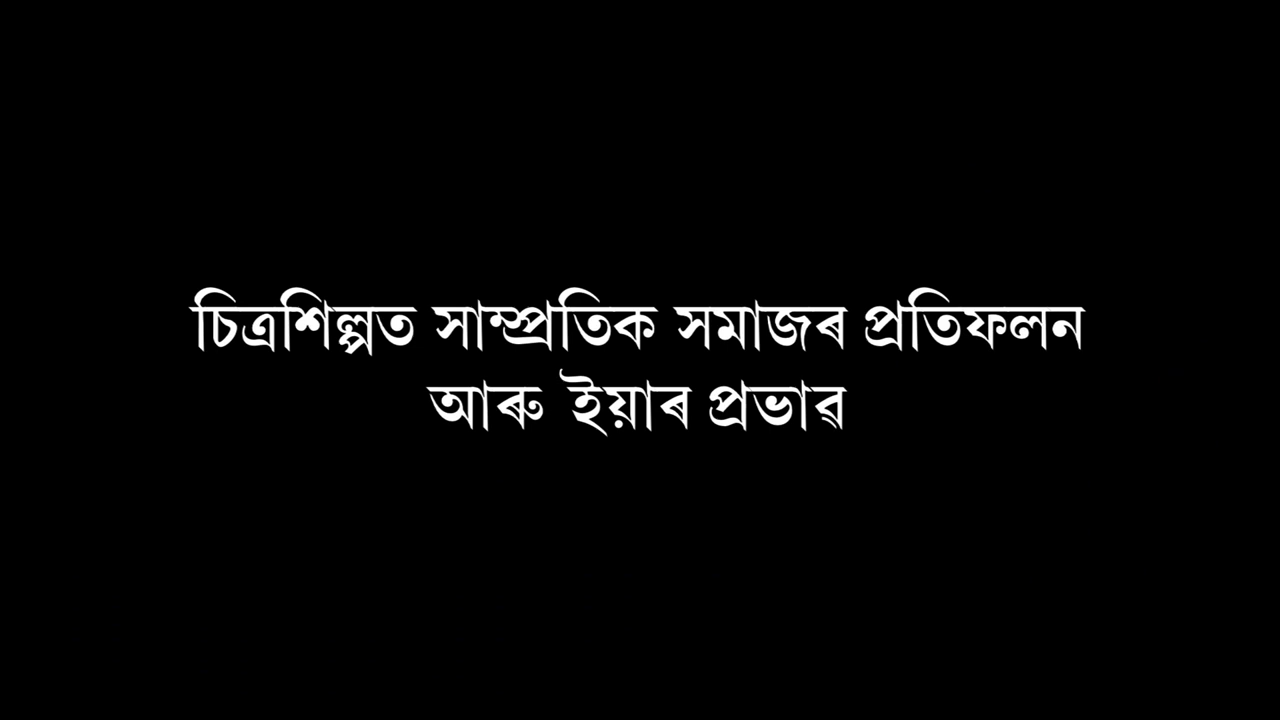 চিত্ৰশিল্পত সাম্প্ৰতিক সমাজৰ প্ৰতিফলন
আৰু ইয়াৰ প্ৰভাৱ